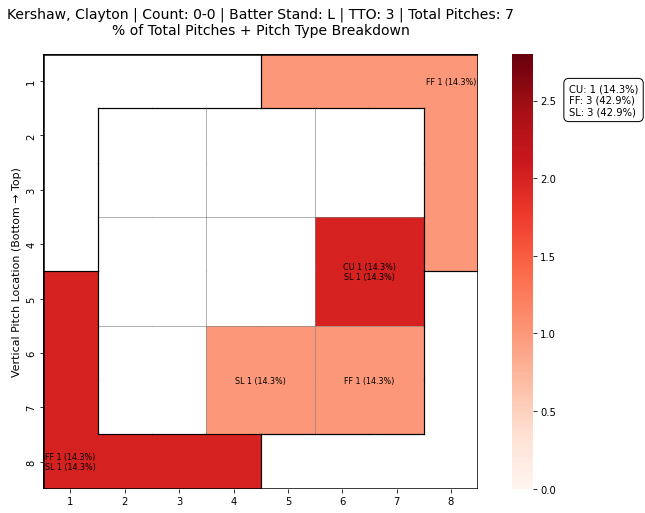 Kershaw, Clayton | Count: 0-0 | Batter Stand: L | TTO: 3 | Total Pitches: 7
% of Total Pitches + Pitch Type Breakdown
FF 1 (14.3%)
CU 1 (14.3%)
SL 1 (14.3%)
SL 1 (14.3%)
FF 1 (14.3%)
FF 1 (14.3%)
SL 1 (14.3%)
Vertical Pitch Location (Bottom → Top)
1
2
3
4
5
6
7
8
1 2 3 4 5 6 7 8
2.5
2.0
1.5
1.0
0.5
0.0
CU: 1 (14.3%)
FF: 3 (42.9%)
SL: 3 (42.9%)